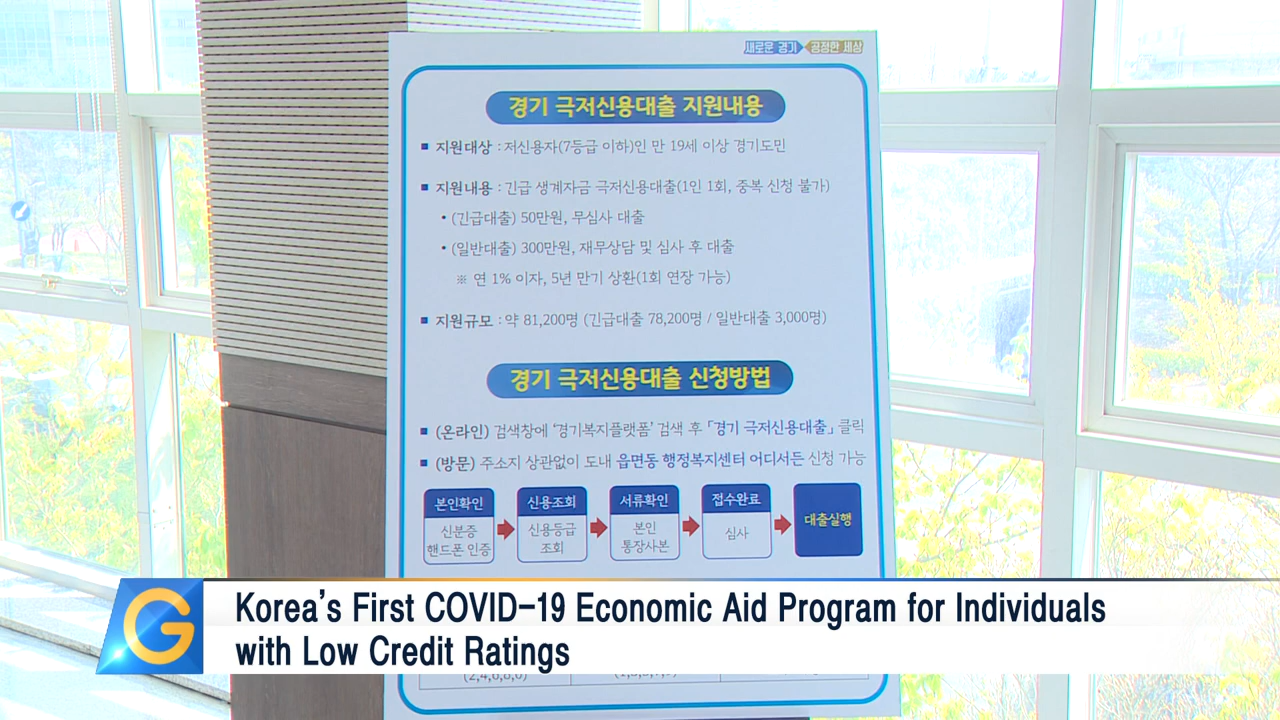 새로운 경기 공정한 세상
경기 극저신용대출 지원내용
■ 지원대상 : 저신용자(7등급 이하)인 만 19세 이상 경기도민
■ 지원내용 : 긴급 생계자금 극저신용대출(1인 1회, 중복 신청 불가)
• (긴급대출) 50만원, 무심사 대출
• (일반대출) 300만원, 재무상담 및 심사 후 대출
※ 연 1% 이자, 5년 만기 상환(1회 연장 가능)
■ 지원규모 : 약 81,200명 (긴급대출 78,200명 / 일반대출 3,000명)
경기 극저신용대출 신청방법
■ (온라인) 검색창에 '경기복지플랫폼' 검색 후 「경기 극저신용대출」 클릭
■ (방문) 주소지 상관없이 도내 읍면동 행정복지센터 어디서든 신청 가능
본인확인
신분증
핸드폰 인증
신용조회
신용등급
조회
서류확인
본인
통장사본
접수완료
심사
대출실행
G
Korea's First COVID-19 Economic Aid Program for Individuals
with Low Credit Ratings